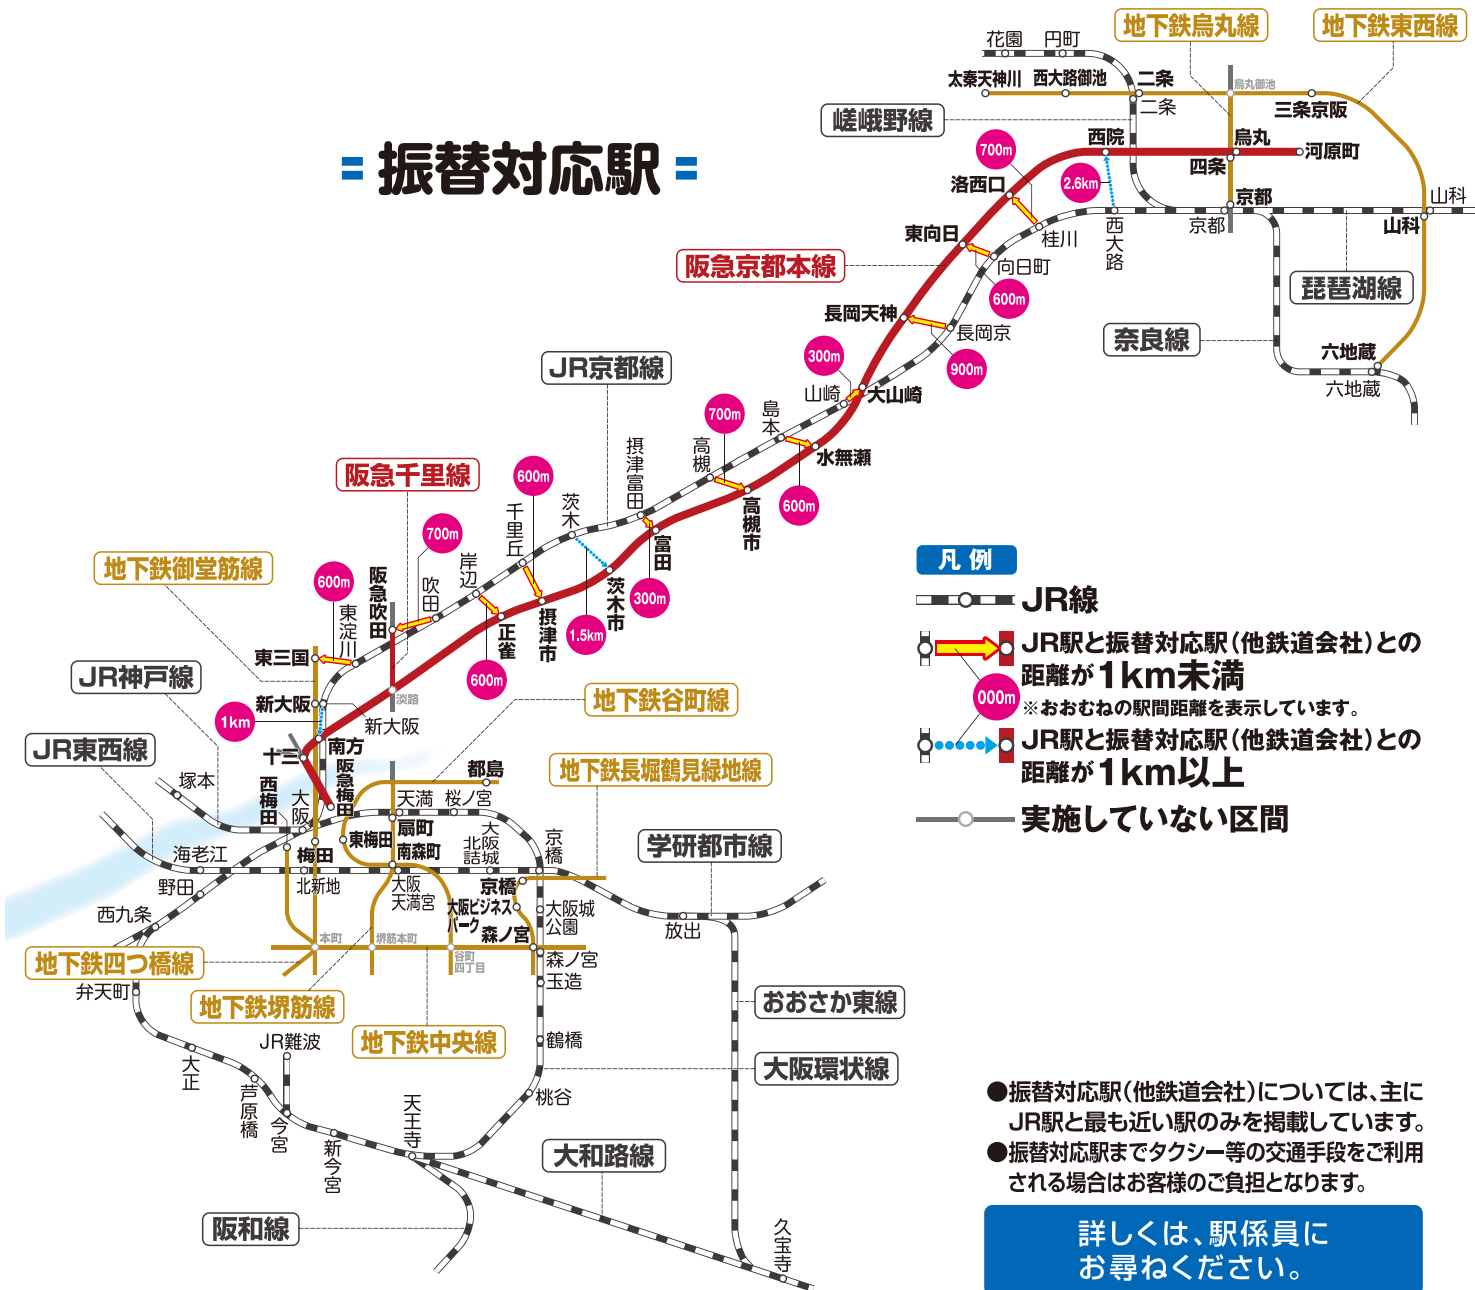 振替対応駅
地下鉄烏丸線
地下鉄東西線
花園
円町
太秦天神川
西大路御池
二条
烏丸御池
三条京阪
二条
嵯峨野線
西院
烏丸
河原町
四条
700m
2.6km
洛西口
京都
山科
京都
山科
桂川
西大路
東向日
向日町
阪急京都本線
600m
琵琶湖線
長岡天神
長岡京
奈良線
六地蔵
六地蔵
300m
900m
JR京都線
山崎
大山崎
700m
島本
水無瀬
高槻
摂津富田
600m
阪急千里線
600m
千里丘
茨木
高槻市
富田
700m
岸辺
地下鉄御堂筋線
600m
阪急吹田
吹田
300m
茨木市
東淀川
正雀
摂津市
1.5km
東三国
600m
JR神戸線
新大阪
淡路
地下鉄谷町線
1km
新大阪
JR東西線
十三
南方
塚本
西梅田
大阪
阪急梅田
都島
地下鉄長堀鶴見緑地線
天満
桜ノ宮
扇町
東梅田
南森町
大阪城北詰
京橋
学研都市線
海老江
梅田
野田
北新地
大阪天満宮
京橋
大阪ビジネス
パーク
大阪城
公園
西九条
放出
本町
堺筋本町
谷町
四丁目
森ノ宮
森ノ宮
地下鉄四つ橋線
玉造
弁天町
地下鉄堺筋線
おおさか東線
地下鉄中央線
JR難波
鶴橋
大正
大阪環状線
芦原橋
今宮
天王寺
桃谷
新今宮
大和路線
阪和線
久宝寺
凡例
JR線
JR駅と振替対応駅（他鉄道会社）との
距離が1km未満
000m
※おおむねの駅間距離を表示しています。
JR駅と振替対応駅（他鉄道会社）との
距離が1km以上
実施していない区間
●振替対応駅（他鉄道会社）については、主に
JR駅と最も近い駅のみを掲載しています。
●振替対応駅までタクシー等の交通手段をご利用
される場合はお客様のご負担となります。
詳しくは、駅係員に
お尋ねください。